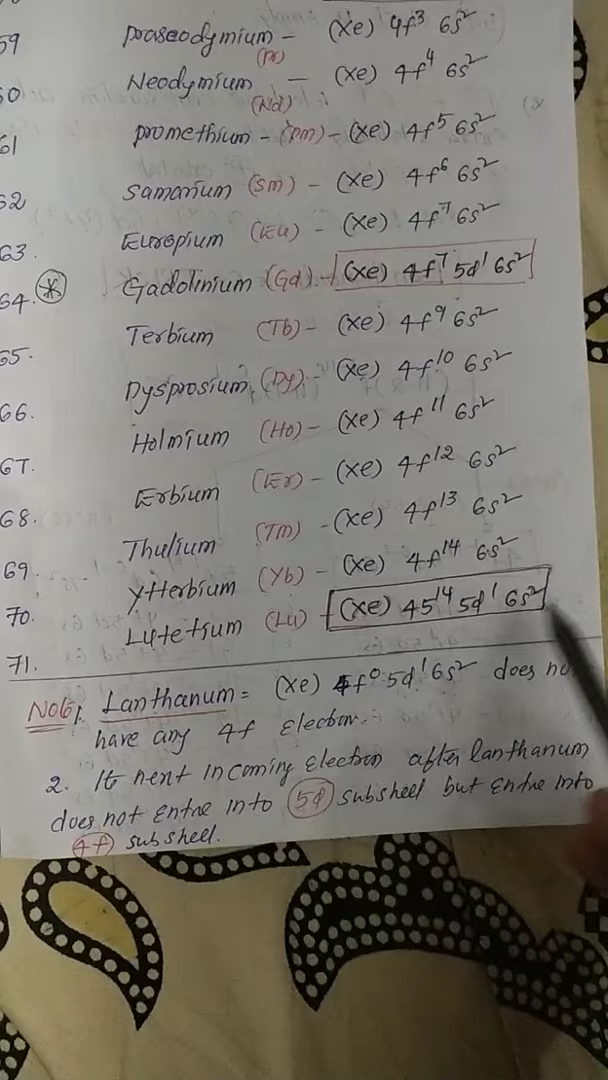 59 praseodymium - (Xe) 4f³ 6s²
60 Neodymium (Pr) - (Xe) 4f⁴ 6s²
61 promethium (Nd) - (pm) - (Xe) 4f⁵ 6s²
62 Samarium (Sm) - (Xe) 4f⁶ 6s²
63. Europium (Eu) - (Xe) 4f⁷ 6s²
64. Gadolinium (Gd) - (Xe) 4f⁷ 5d¹ 6s²
65. Terbium (Tb) - (Xe) 4f⁹ 6s²
66. Dysprosium (Dy) - (Xe) 4f¹⁰ 6s²
67. Holmium (Ho) - (Xe) 4f¹¹ 6s²
68. Erbium (Er) - (Xe) 4f¹² 6s²
69. Thulium (Tm) - (Xe) 4f¹³ 6s²
70. Ytterbium (Yb) - (Xe) 4f¹⁴ 6s²
71. Lutetium (Lu) - (Xe) 45¹⁴ 5d¹ 6s²
NOG 1. Lanthanum = (Xe) 4f⁰ 5d¹ 6s² does no
have any 4f Electron.
2. Its next incoming Electron after lanthanum
does not Entre into 5d subshell but Entre into
4f subshell.